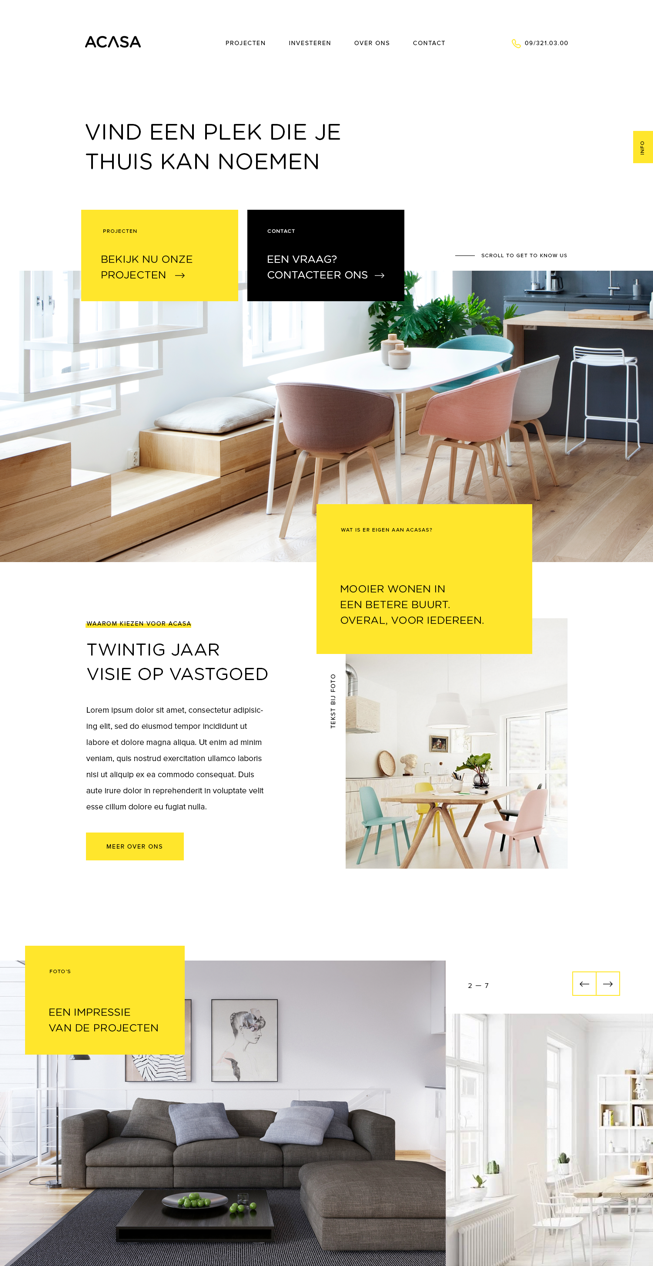 ACASA
PROJECTEN
INVESTEREN
OVER ONS
CONTACT
09/321.03.00
VIND EEN PLEK DIE JE
THUIS KAN NOEMEN
INFO
PROJECTEN
BEKIJK NU ONZE
PROJECTEN →
CONTACT
EEN VRAAG?
CONTACTEER ONS →
SCROLL TO GET TO KNOW US
WAT IS ER EIGEN AAN ACASAS?
MOOIER WONEN IN
EEN BETERE BUURT.
OVERAL, VOOR IEDEREEN.
WAAROM KIEZEN VOOR ACASA
TWINTIG JAAR
VISIE OP VASTGOED
Lorem ipsum dolor sit amet, consectetur adipisic-
ing elit, sed do eiusmod tempor incididunt ut
labore et dolore magna aliqua. Ut enim ad minim
veniam, quis nostrud exercitation ullamco laboris
nisi ut aliquip ex ea commodo consequat. Duis
aute irure dolor in reprehenderit in voluptate velit
esse cillum dolore eu fugiat nulla.
MEER OVER ONS
TEKST BIJ FOTO
FOTO'S
EEN IMPRESSIE
VAN DE PROJECTEN
2 — 7
← →